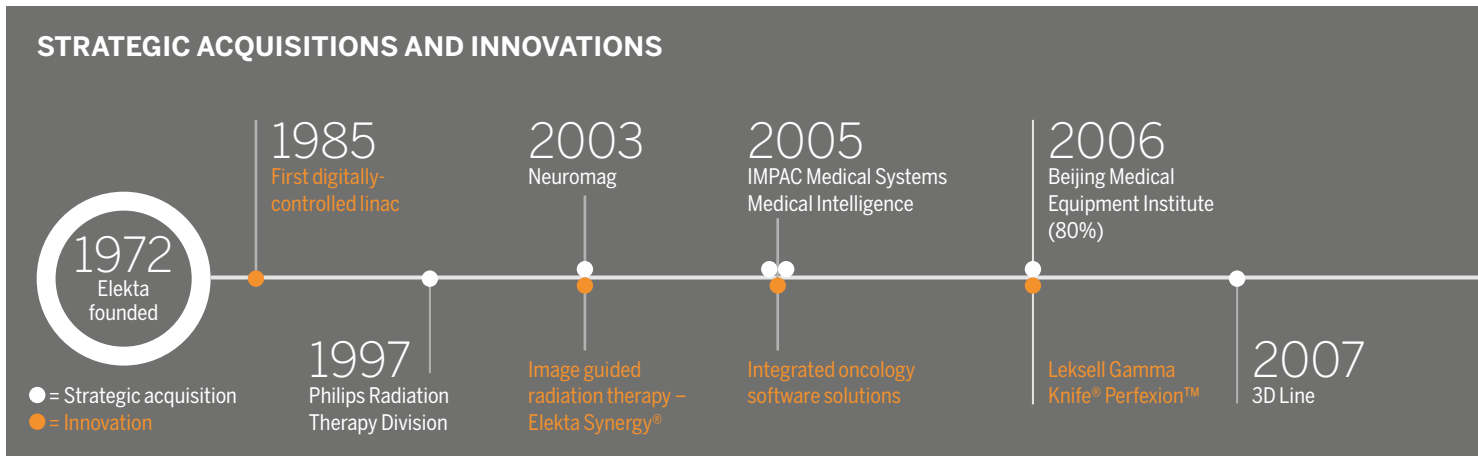 STRATEGIC ACQUISITIONS AND INNOVATIONS
1972
Elekta
founded
1985
First digitally-
controlled linac
1997
Philips Radiation
Therapy Division
2003
Neuromag
Image guided
radiation therapy –
Elekta Synergy®
2005
IMPAC Medical Systems
Medical Intelligence
Integrated oncology
software solutions
2006
Beijing Medical
Equipment Institute
(80%)
Leksell Gamma
Knife® Perfexion™
2007
3D Line
= Strategic acquisition
= Innovation